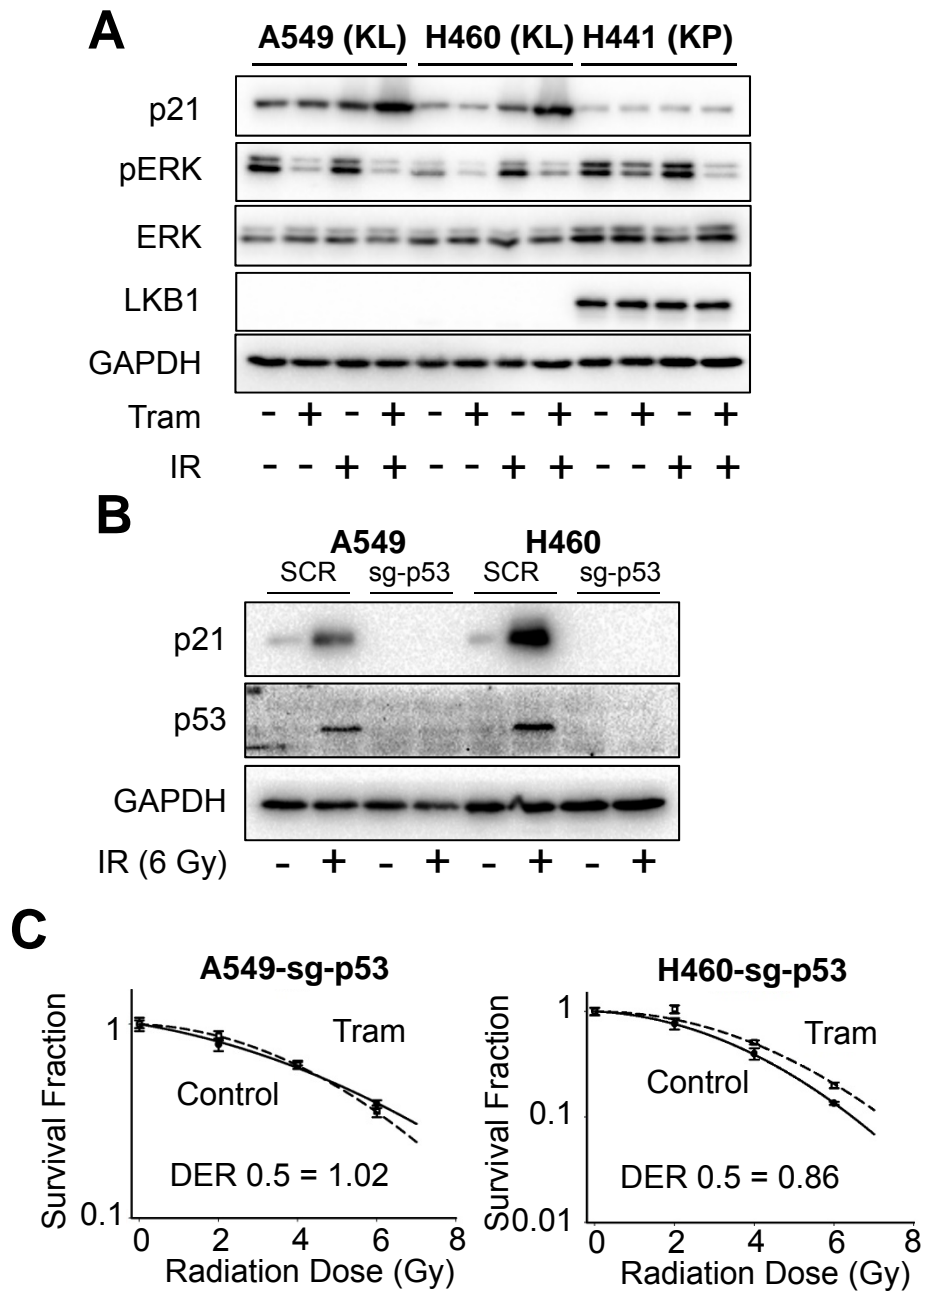 A
A549 (KL) H460 (KL) H441 (KP)
p21
pERK
ERK
LKB1
GAPDH
Tram - + - + - + - + - + - +
IR - - + + - - + + - - + +
B
A549 H460
SCR sg-p53 SCR sg-p53
p21
p53
GAPDH
IR (6 Gy) - + - + - + - +
C
A549-sg-p53
Survival Fraction
1
0.1
Tram
Control
DER 0.5 = 1.02
0 2 4 6 8
Radiation Dose (Gy)
H460-sg-p53
Survival Fraction
1
0.1
0.01
Tram
Control
DER 0.5 = 0.86
0 2 4 6 8
Radiation Dose (Gy)